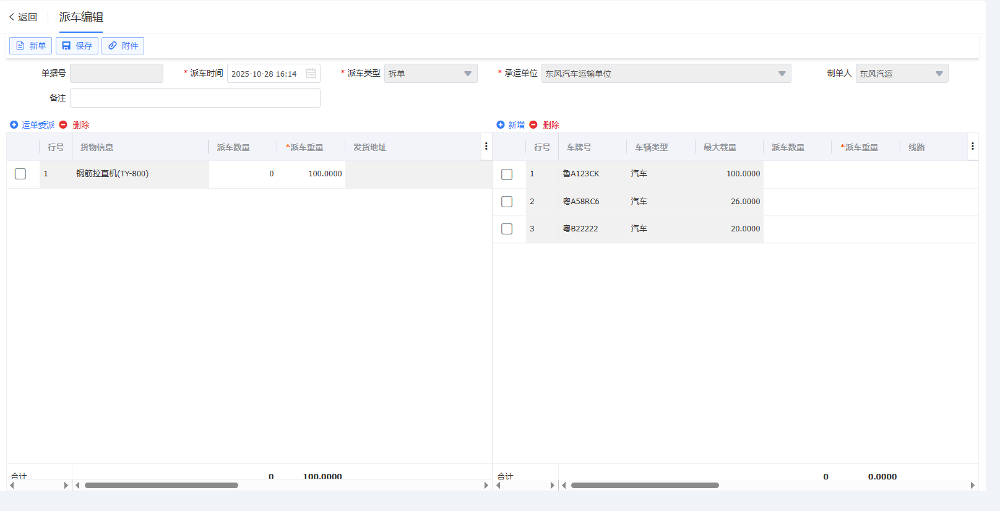 返回 派车编辑
新单 保存 附件
单据号 * 派车时间 2025-10-28 16:14 * 派车类型 拆单 * 承运单位 东风汽车运输单位 制单人 东风汽运
备注
运单委派 删除 新增 删除
行号 货物信息 派车数量 *派车重量 发货地址 行号 车牌号 车辆类型 最大载量 派车数量 *派车重量 线路
1 钢筋拉直机(TY-800) 0 100.0000 1 鲁A123CK 汽车 100.0000
2 粤A58RC6 汽车 26.0000
3 粤B22222 汽车 20.0000
合计 0 100.0000 合计 0 0.0000